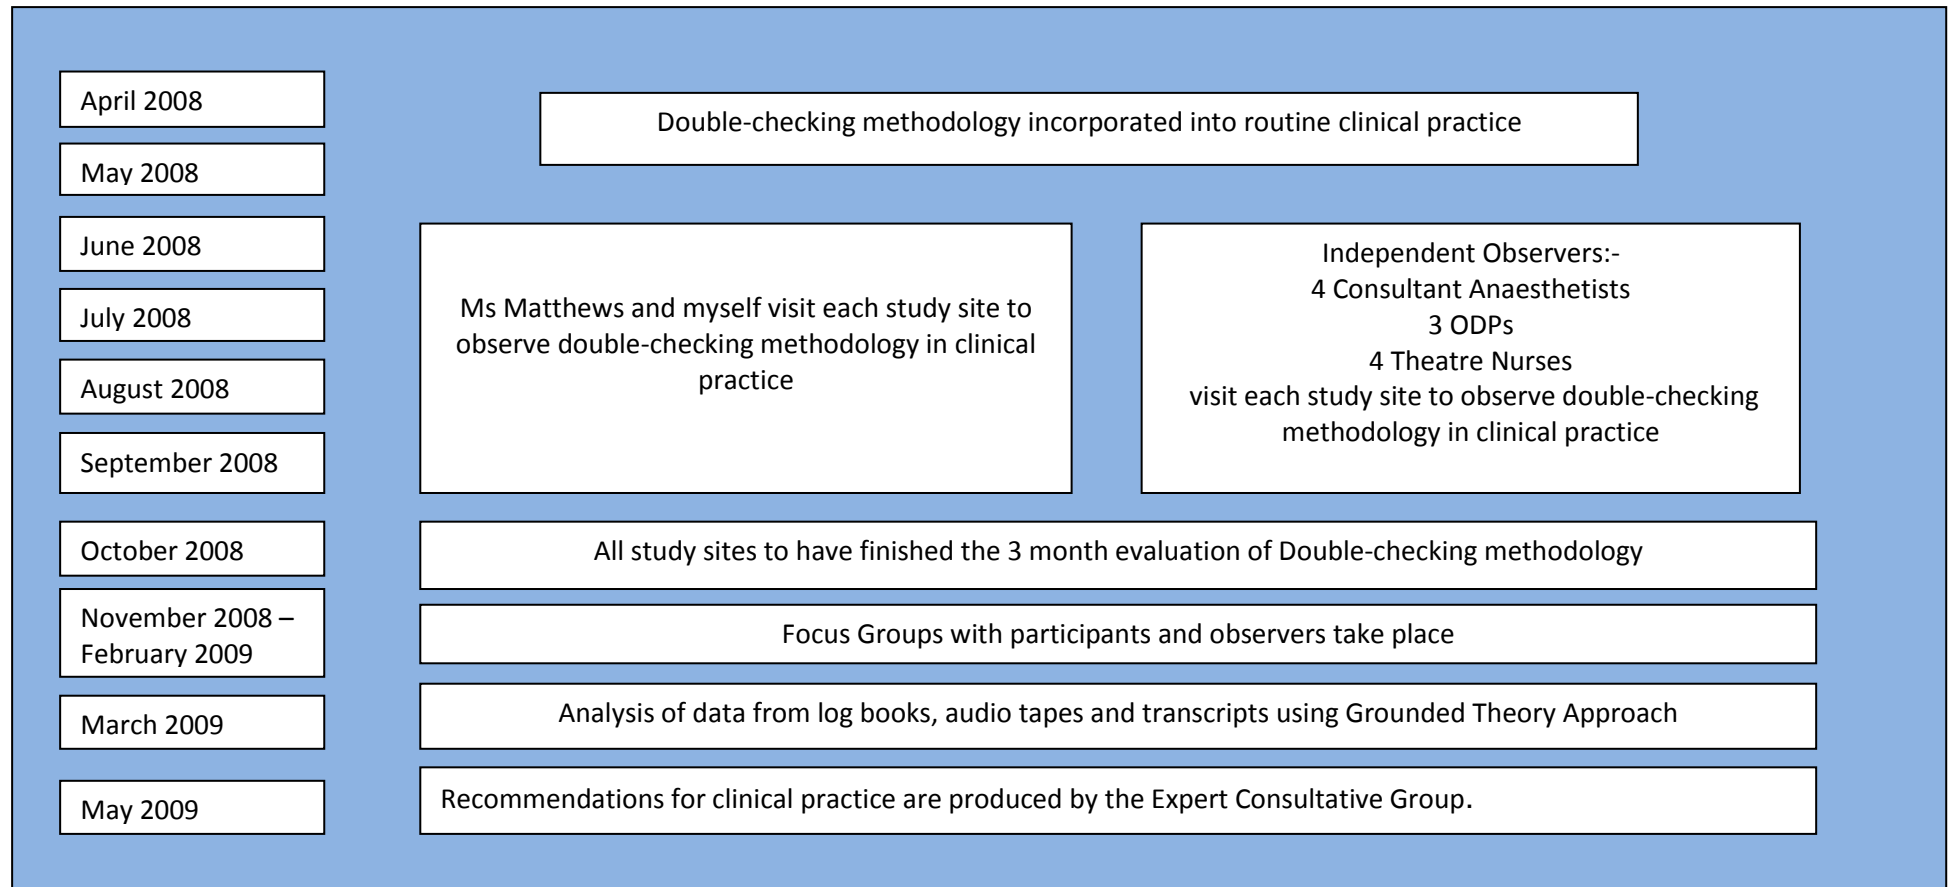 April 2008
Double-checking methodology incorporated into routine clinical practice
May 2008
June 2008
July 2008
August 2008
September 2008
Ms Matthews and myself visit each study site to
observe double-checking methodology in clinical
practice
Independent Observers:-
4 Consultant Anaesthetists
3 ODPs
4 Theatre Nurses
visit each study site to observe double-checking
methodology in clinical practice
October 2008
All study sites to have finished the 3 month evaluation of Double-checking methodology
November 2008 –
February 2009
Focus Groups with participants and observers take place
March 2009
Analysis of data from log books, audio tapes and transcripts using Grounded Theory Approach
May 2009
Recommendations for clinical practice are produced by the Expert Consultative Group.